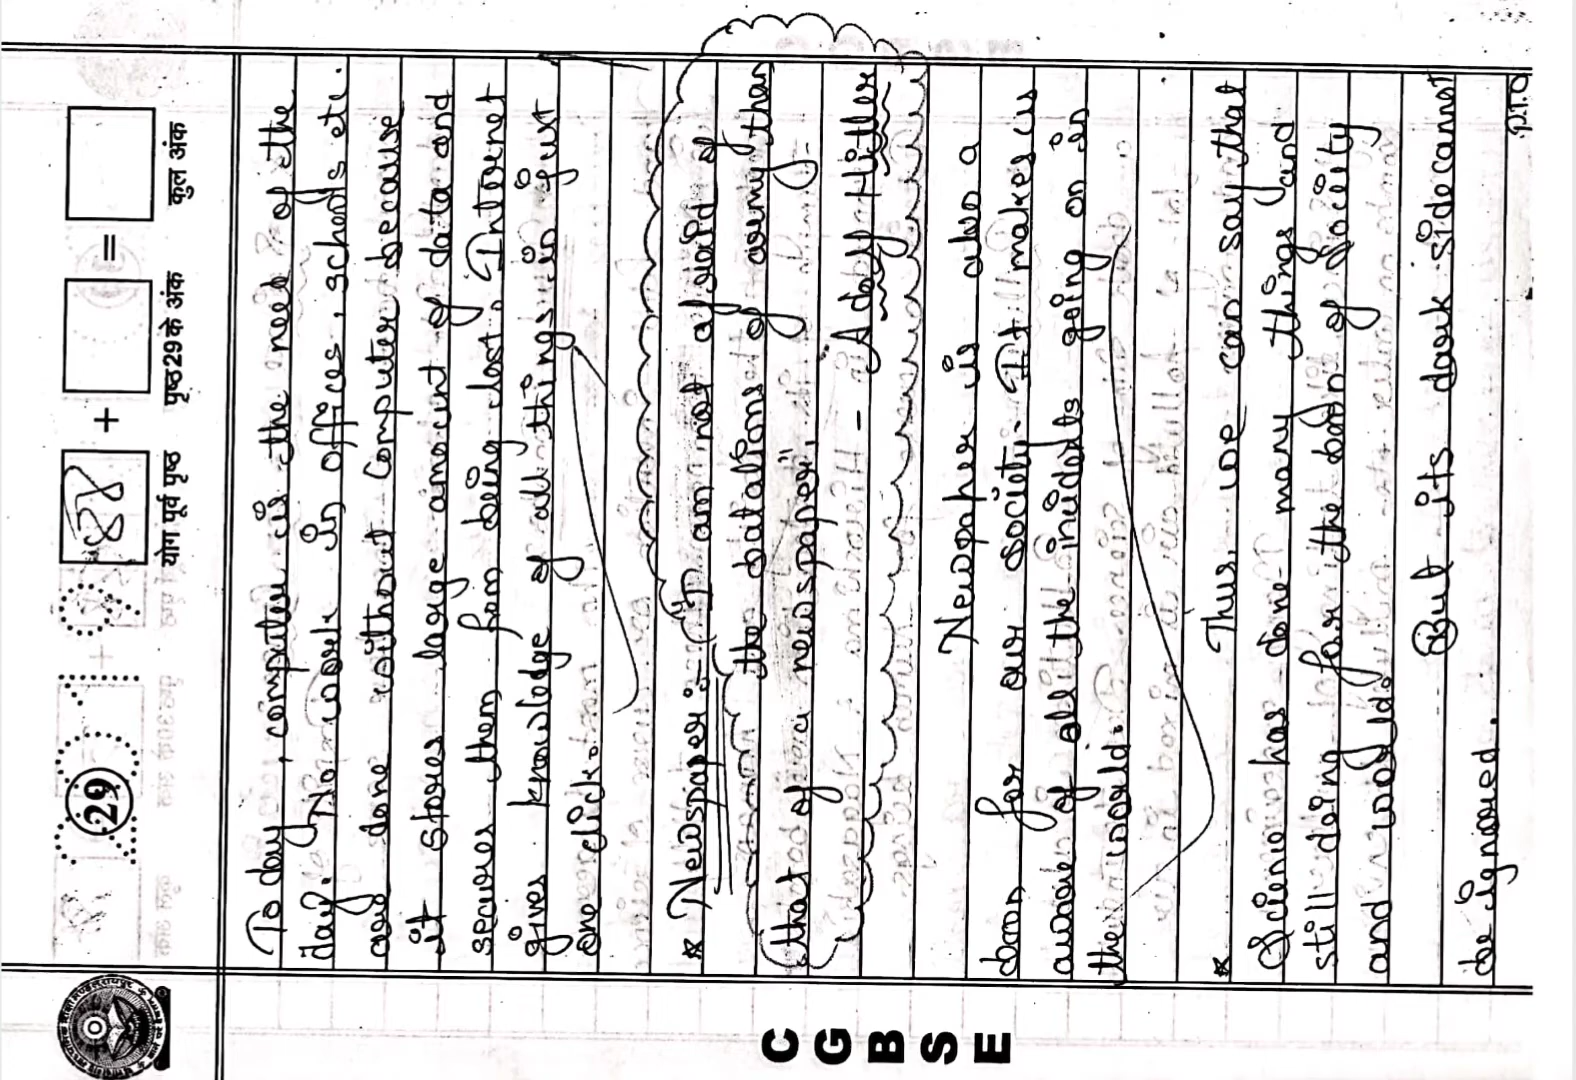 29
88 + =
योग पूर्व पृष्ठ पृष्ठ 29 के अंक कुल अंक
To day, computer is the need of the
day. No work in offices, schools etc.
are done without computer because
it stores large amount of data and
secures them from being lost. Internet
gives knowledge of all things in just
one click.
* Newspaper :- "I am not afraid of
the batalions of army than
that of a newspaper."
- Adolf Hitler
Newspaper is also a
boon for our society. It makes us
aware of all the incidents going on in
the world.
* Thus, we can say that
Science has done many things and
still doing for the boon of society
and world.
But its dark side cannot
be ignored.
P.T.O
CGBSE